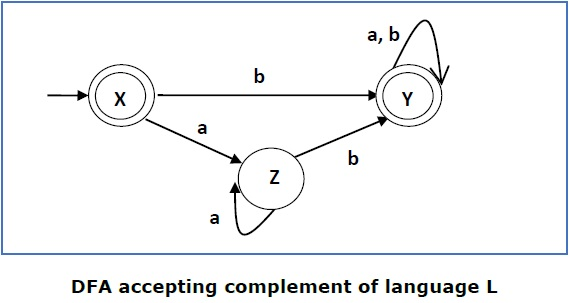 a, b
b
X
Y
a
b
Z
a
DFA accepting complement of language L